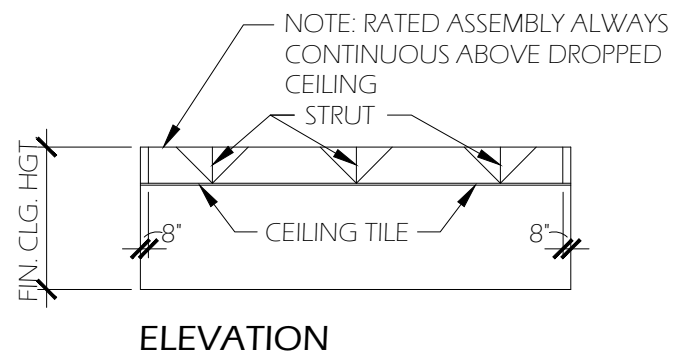 NOTE: RATED ASSEMBLY ALWAYS
CONTINUOUS ABOVE DROPPED
CEILING
STRUT
FIN. CLG. HGT
8"
CEILING TILE
8"
ELEVATION